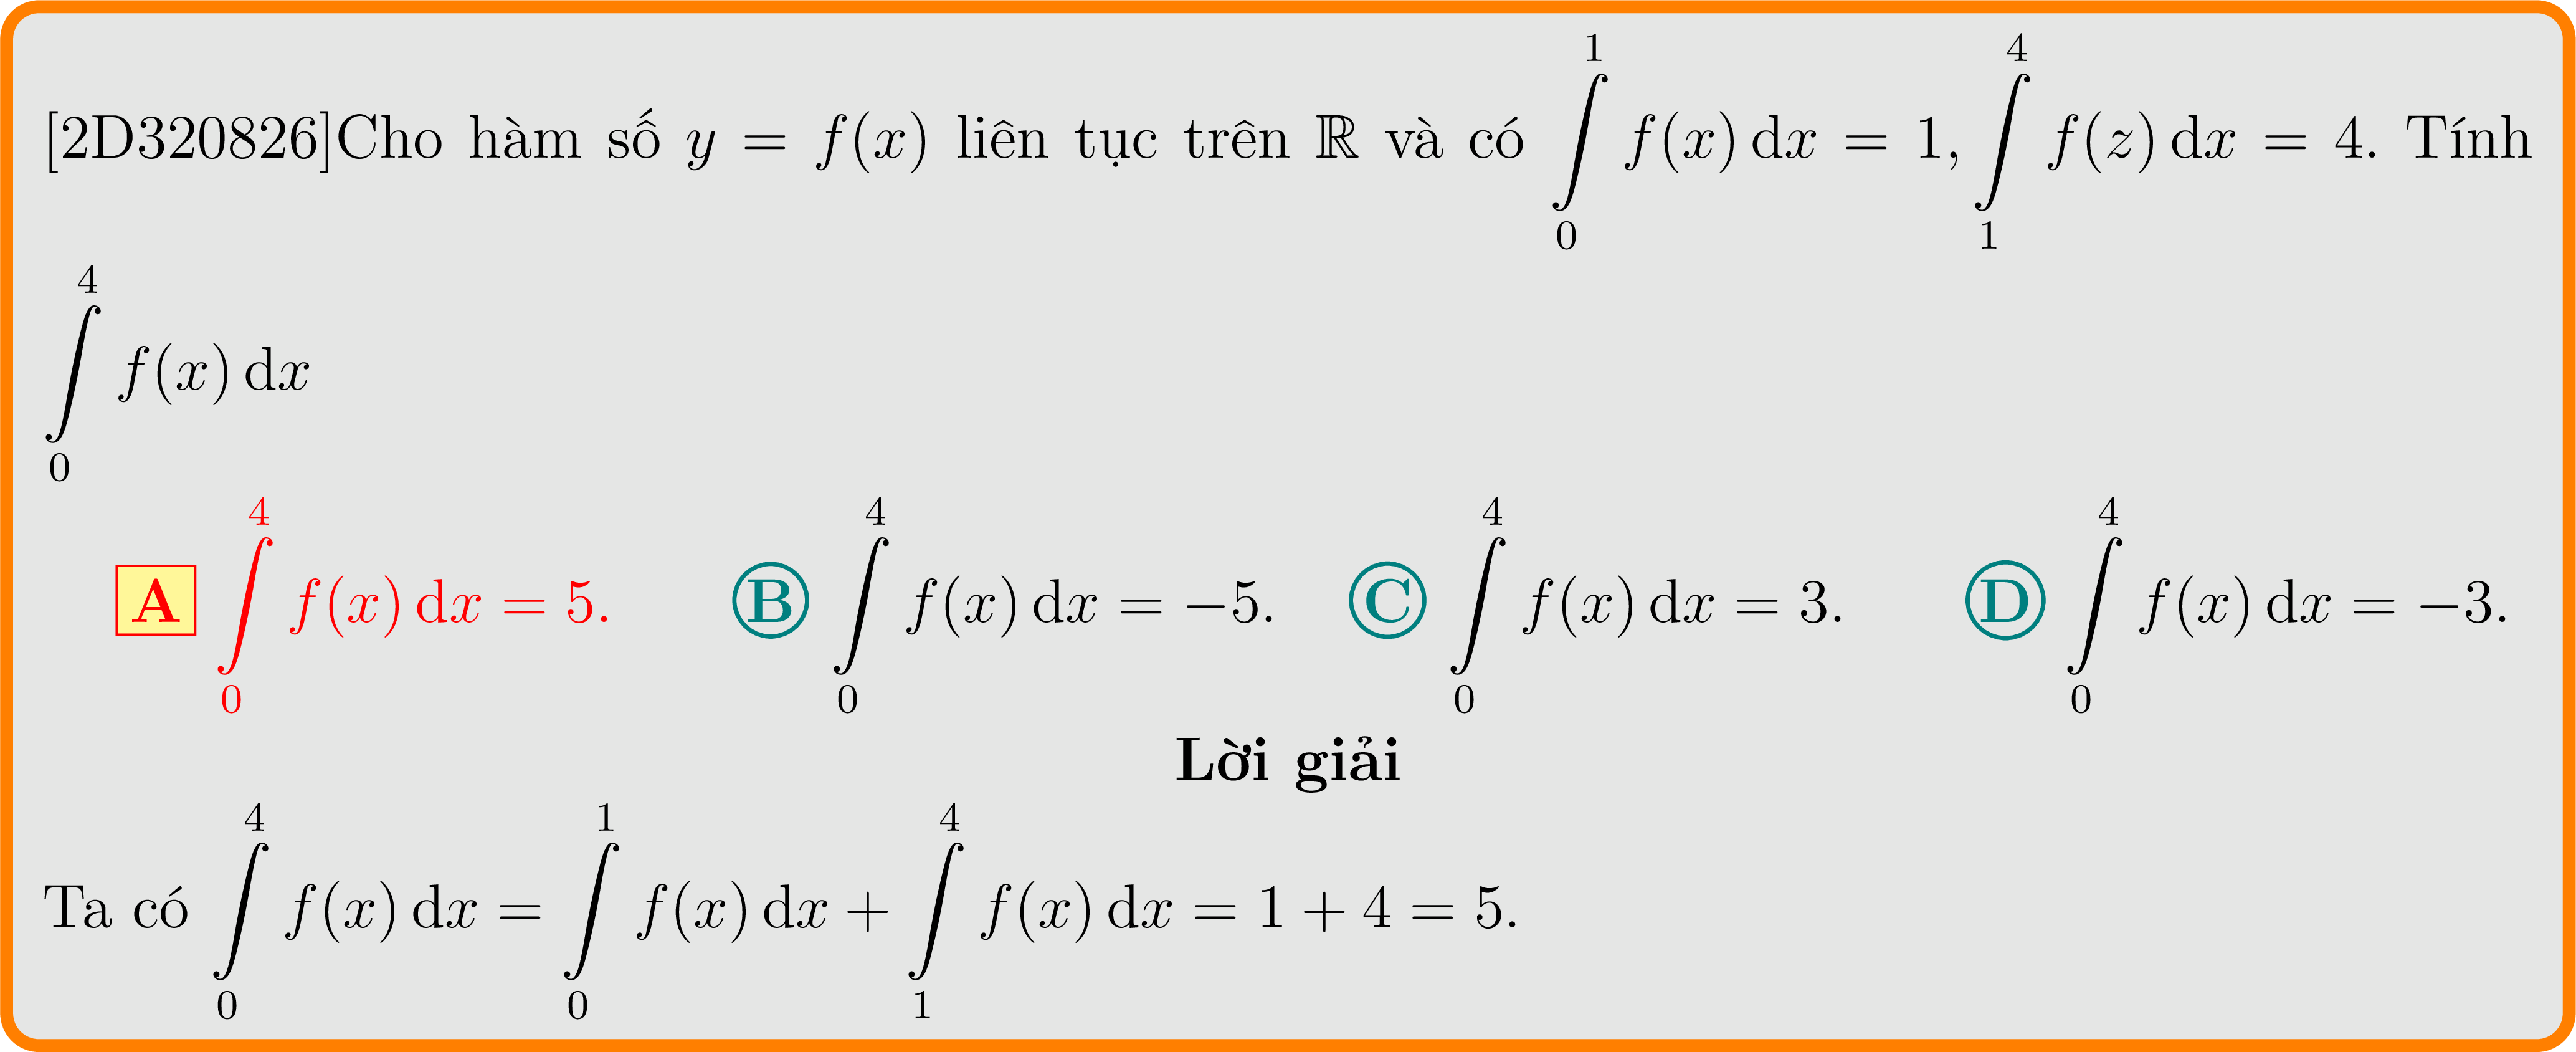 [2D320826]Cho hàm số $y = f(x)$ liên tục trên $\mathbb{R}$ và có $\int\limits_0^1 f(x)\,\mathrm{d}x = 1, \int\limits_1^4 f(z)\,\mathrm{d}x = 4$. Tính
$\int\limits_0^4 f(x)\,\mathrm{d}x$
A $\int\limits_0^4 f(x)\,\mathrm{d}x = 5.$ B $\int\limits_0^4 f(x)\,\mathrm{d}x = -5.$ C $\int\limits_0^4 f(x)\,\mathrm{d}x = 3.$ D $\int\limits_0^4 f(x)\,\mathrm{d}x = -3.$
Lời giải
Ta có $\int\limits_0^4 f(x)\,\mathrm{d}x = \int\limits_0^1 f(x)\,\mathrm{d}x + \int\limits_1^4 f(x)\,\mathrm{d}x = 1 + 4 = 5.$